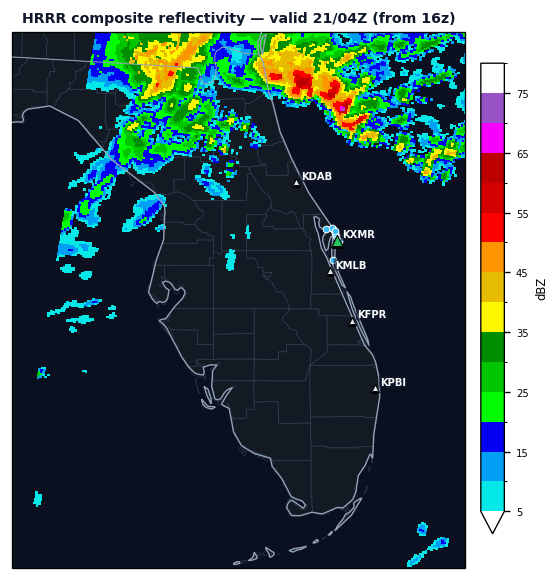 HRRR composite reflectivity — valid 21/04Z (from 16z)
KDAB
KXMR
KMLB
KFPR
KPBI
75
65
55
45
35
25
15
5
dBZ